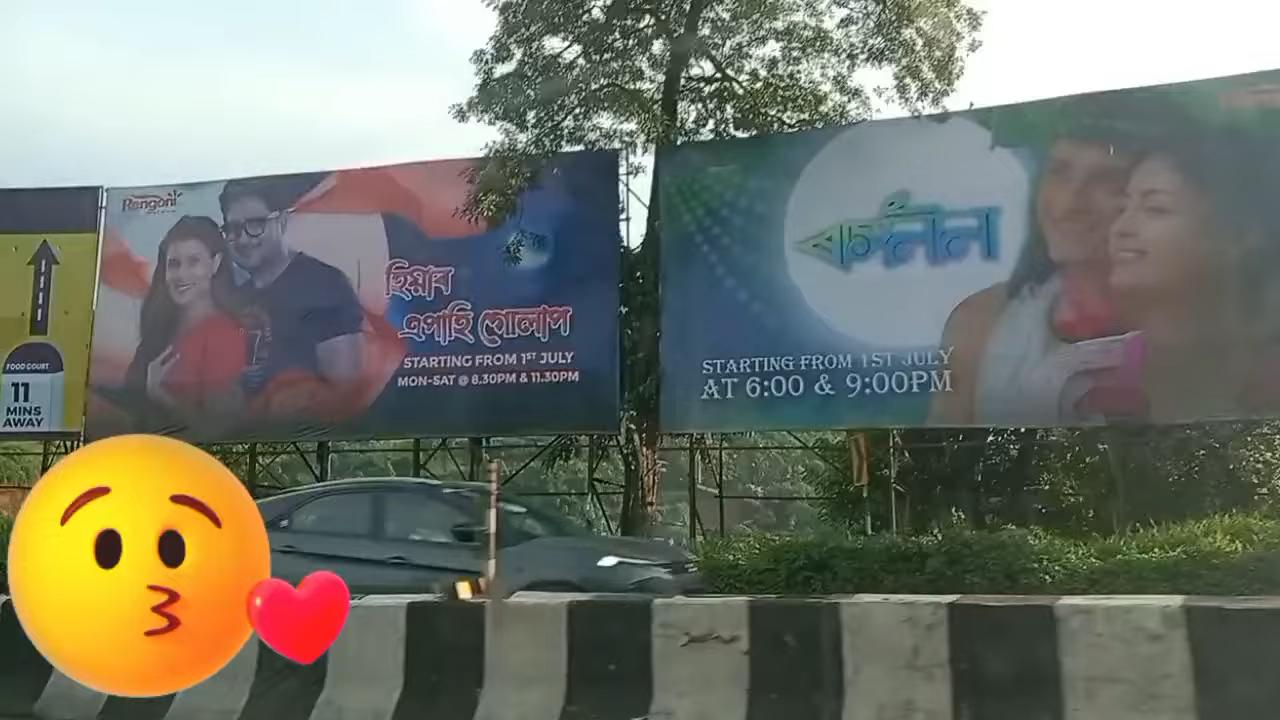 FOOD COURT
11
MINS
AWAY
Rengoni
হিয়াৰ
এপাহি গোলাপ
STARTING FROM 1ST JULY
MON-SAT @ 8.30PM & 11.30PM
STARTING FROM 1ST JULY
AT 6:00 & 9:00PM